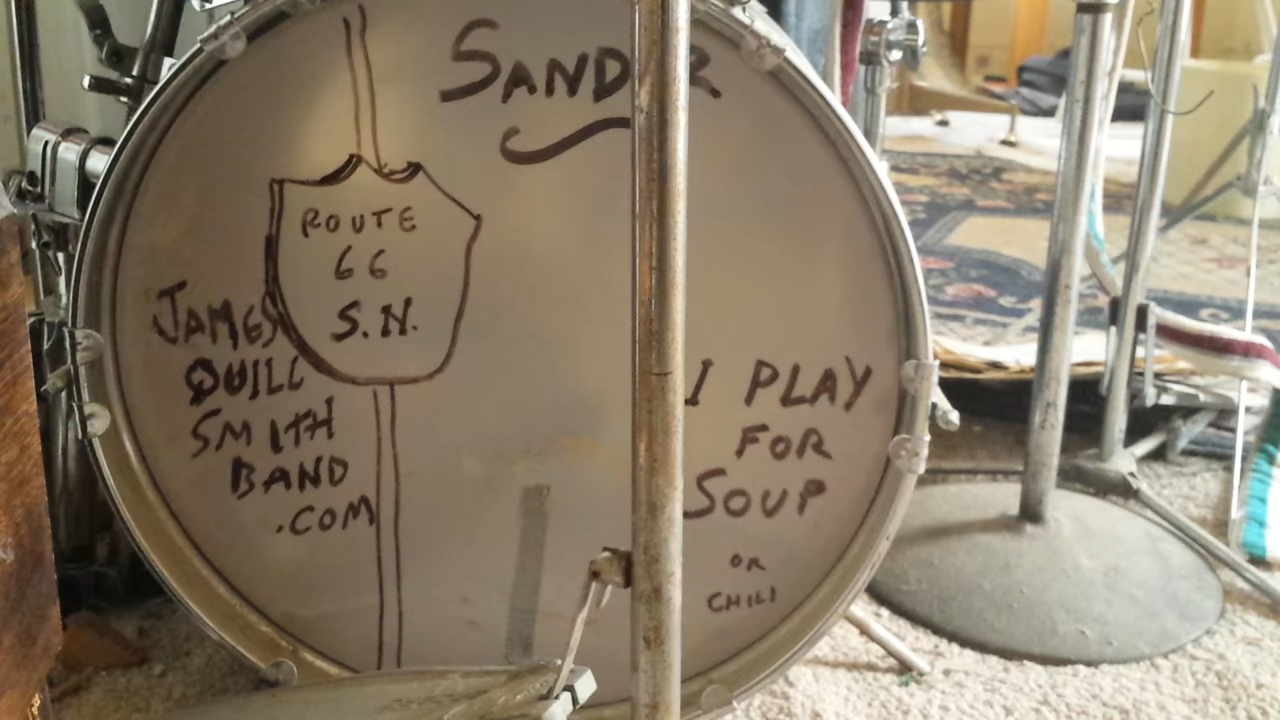 ROUTE
66
S.N.
JAMES
QUILL
SMITH
BAND
.COM
I PLAY
FOR
SOUP
OR
CHILI